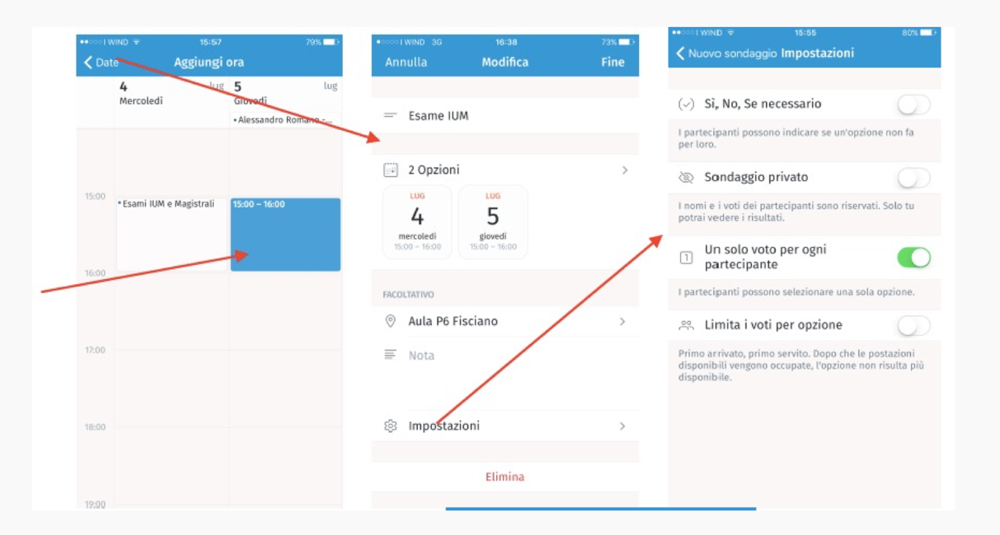 WIND 15:57 79%
Date Aggiungi ora
4 lug 5 lug
Mercoledì Giovedì
• Alessandro Romano -...
15:00 • Esami IUM e Magistrali 15:00 – 16:00
16:00
17:00
18:00
19:00
WIND 3G 16:38 73%
Annulla Modifica Fine
Esame IUM
2 Opzioni
LUG LUG
4 5
mercoledì giovedì
15:00 – 16:00 15:00 – 16:00
FACOLTATIVO
Aula P6 Fisciano
Nota
Impostazioni
Elimina
WIND 15:55 80%
Nuovo sondaggio Impostazioni
Sì, No, Se necessario
I partecipanti possono indicare se un'opzione non fa
per loro.
Sondaggio privato
I nomi e i voti dei partecipanti sono riservati. Solo tu
potrai vedere i risultati.
1 Un solo voto per ogni
partecipante
I partecipanti possono selezionare una sola opzione.
Limita i voti per opzione
Primo arrivato, primo servito. Dopo che le postazioni
disponibili vengono occupate, l'opzione non risulta più
disponibile.